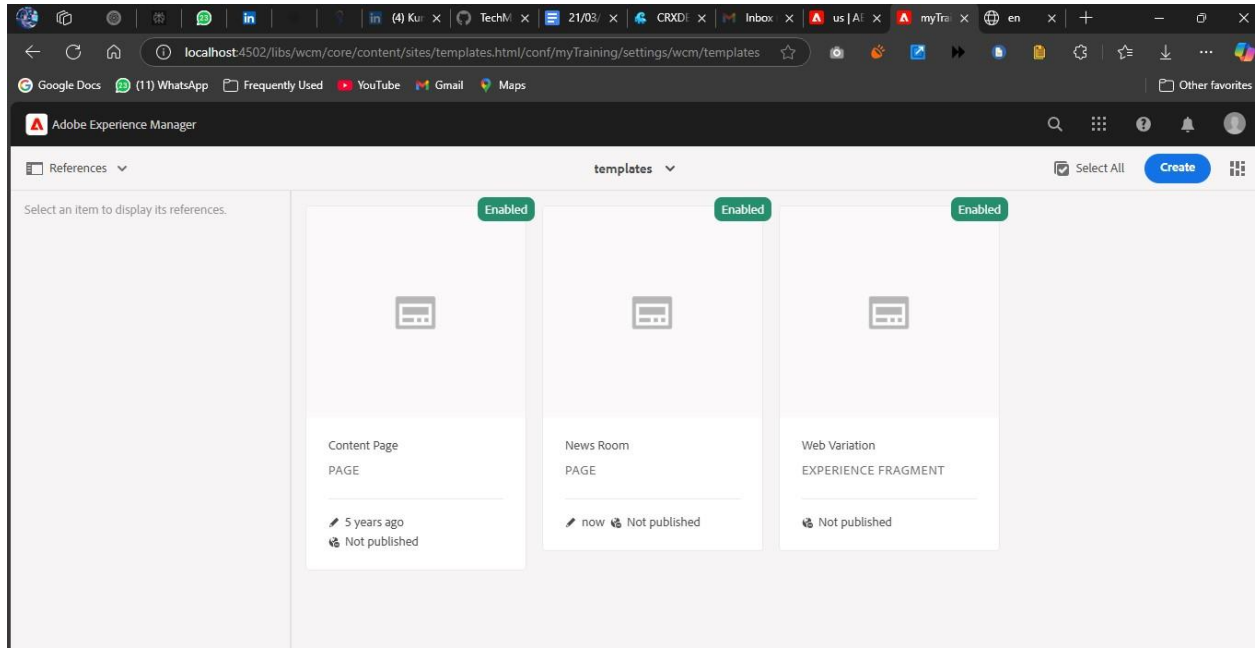 (4) Kur
TechM
21/03/
CRXDE
Inbox
us | AE
myTrai
en
localhost:4502/libs/wcm/core/content/sites/templates.html/conf/myTraining/settings/wcm/templates
Google Docs
(11) WhatsApp
Frequently Used
YouTube
Gmail
Maps
Other favorites
Adobe Experience Manager
References
templates
Select All
Create
Select an item to display its references.
Enabled
Enabled
Enabled
Content Page
PAGE
5 years ago
Not published
News Room
PAGE
now Not published
Web Variation
EXPERIENCE FRAGMENT
Not published